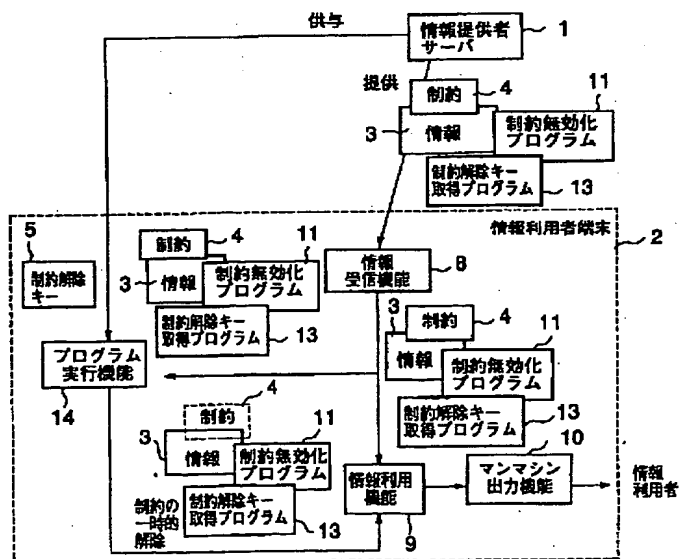 供与
情報提供者
サーバ
1
提供
制約
4
3
情報
11
制約無効化
プログラム
制約解除キー
取得プログラム
13
情報利用者端末
2
5
制約解除
キー
制約
4
3
情報
11
制約無効化
プログラム
制約解除キー
取得プログラム
13
情報
受信機能
8
3
制約
4
情報
11
制約無効化
プログラム
制約解除キー
取得プログラム
13
プログラム
実行機能
14
4
制約
3
情報
11
制約無効化
プログラム
制約解除キー
取得プログラム
13
制約の
一時的
解除
情報利用
機能
9
10
マンマシン
出力機能
情報
利用者